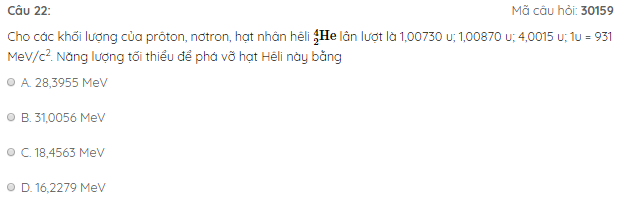 Câu 22: Mã câu hỏi: 30159
Cho các khối lượng của prôton, nơtron, hạt nhân hêli ⁴₂He lần lượt là 1,00730 u; 1,00870 u; 4,0015 u; 1u = 931
MeV/c². Năng lượng tối thiểu để phá vỡ hạt Hêli này bằng
A. 28,3955 MeV
B. 31,0056 MeV
C. 18,4563 MeV
D. 16,2279 MeV